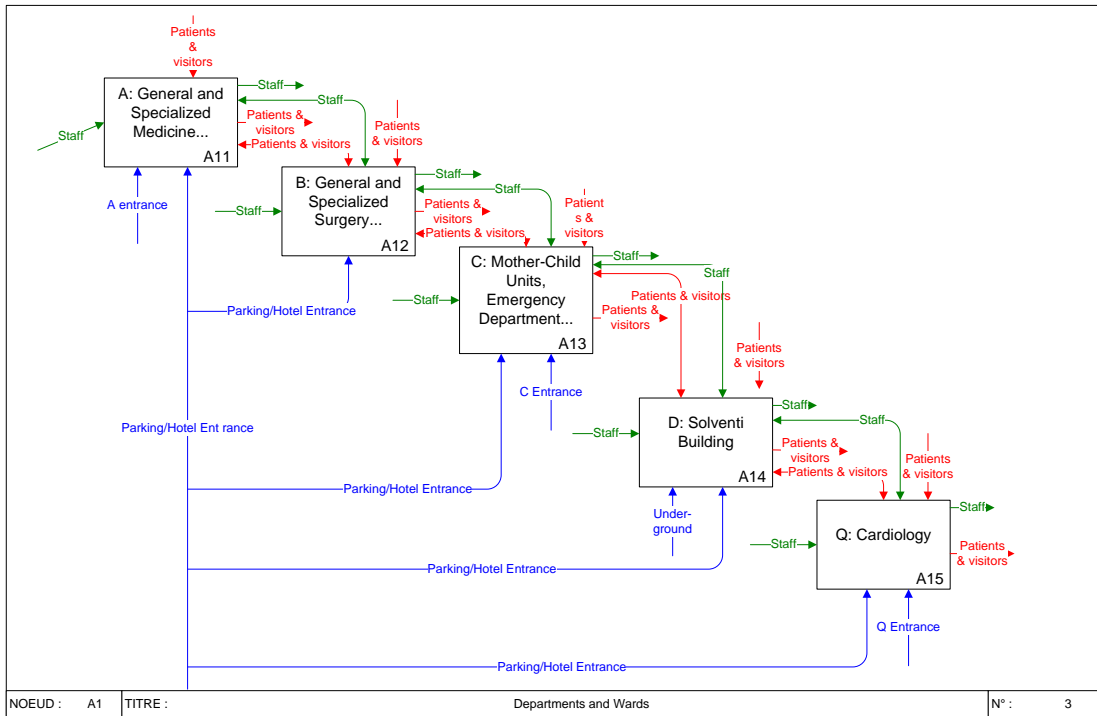 Patients
&
visitors
A: General and
Specialized
Medicine...
A11
Staff
Staff
Staff
Patients &
visitors
Patients & visitors
Patients
& visitors
A entrance
B: General and
Specialized
Surgery...
A12
Staff
Staff
Staff
Patients &
visitors
Patients & visitors
Patient
s &
visitors
Parking/Hotel Entrance
C: Mother-Child
Units,
Emergency
Department...
A13
Staff
Staff
Staff
Patients & visitors
Patients &
visitors
Patients
& visitors
C Entrance
Parking/Hotel Ent rance
D: Solventi
Building
A14
Staff
Staff
Staff
Patients &
visitors
Patients & visitors
Patients
& visitors
Parking/Hotel Entrance
Under-
ground
Q: Cardiology
A15
Staff
Staff
Patients
& visitors
Parking/Hotel Entrance
Q Entrance
Parking/Hotel Entrance
NOEUD : A1 TITRE : Departments and Wards N° : 3